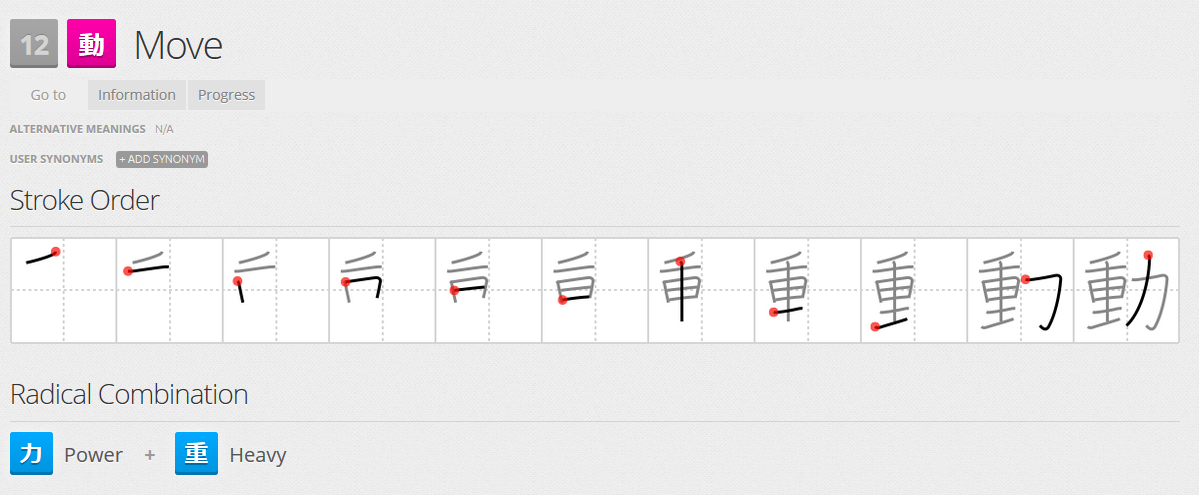 12 動 Move
Go to Information Progress
ALTERNATIVE MEANINGS N/A
USER SYNONYMS + ADD SYNONYM
Stroke Order
Radical Combination
力 Power + 重 Heavy